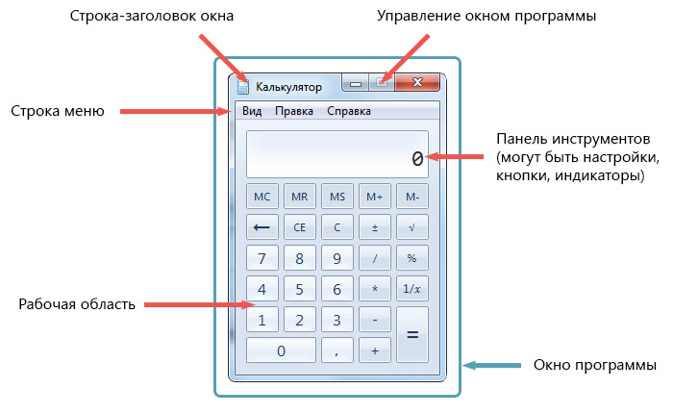 Строка-заголовок окна
Управление окном программы
Калькулятор
Строка меню
Вид Правка Справка
Панель инструментов
(могут быть настройки,
кнопки, индикаторы)
0
MC MR MS M+ M-
← CE C ± √
7 8 9 / %
4 5 6 * 1/x
Рабочая область
1 2 3 - =
0 , +
Окно программы